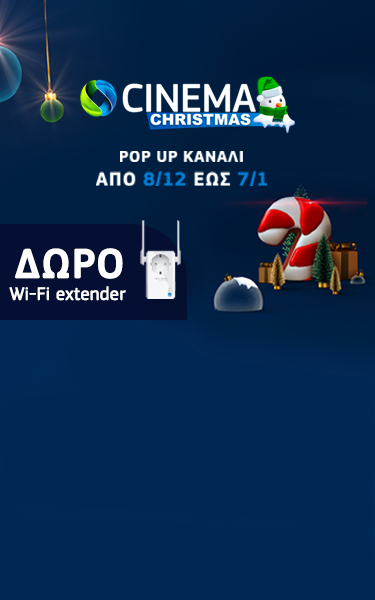 CINEMA
CHRISTMAS
POP UP ΚΑΝΑΛΙ
ΑΠΟ 8/12 ΕΩΣ 7/1
ΔΩΡΟ
Wi-Fi extender